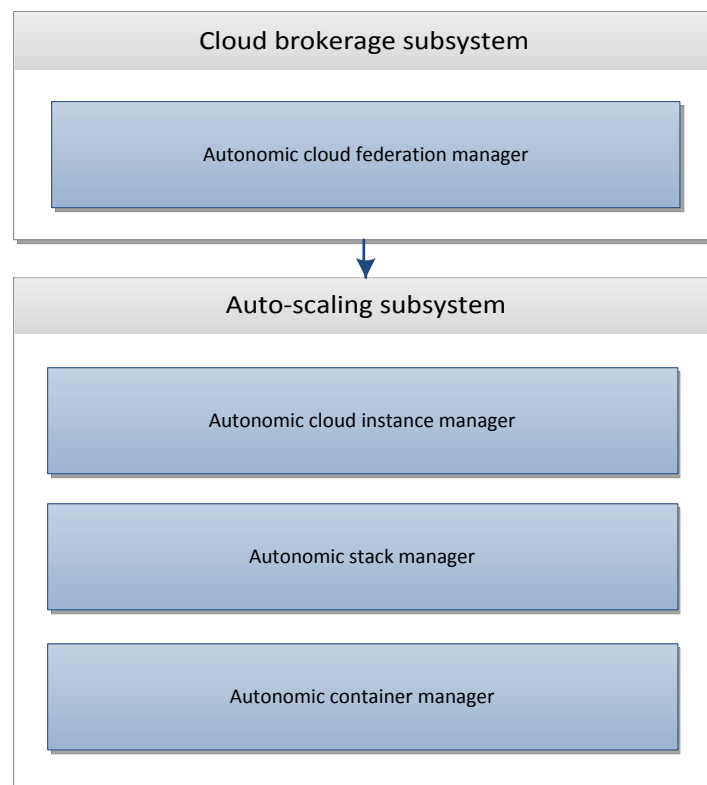 Cloud brokerage subsystem
Autonomic cloud federation manager
Auto-scaling subsystem
Autonomic cloud instance manager
Autonomic stack manager
Autonomic container manager